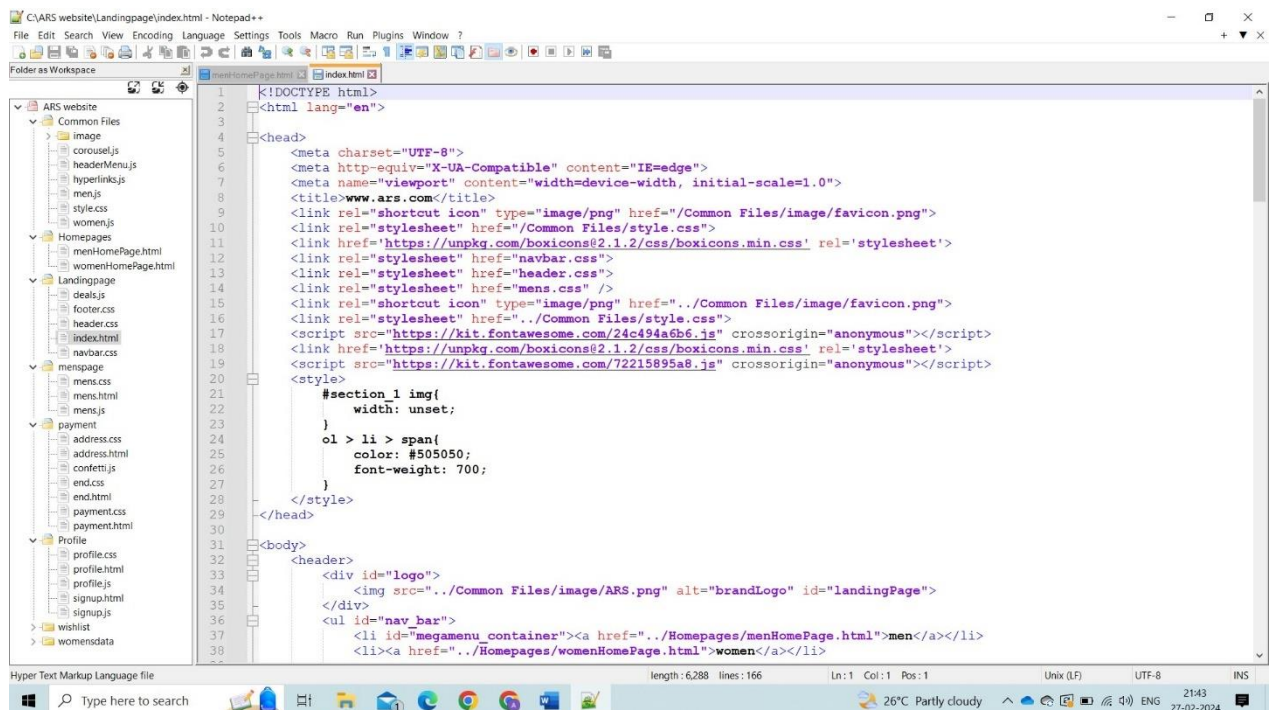 C:\ARS website\Landingpage\index.html - Notepad++
File Edit Search View Encoding Language Settings Tools Macro Run Plugins Window ?
Folder as Workspace
ARS website
Common Files
image
corousel.js
headerMenu.js
hyperlinks.js
men.js
style.css
women.js
Homepages
menHomePage.html
womenHomePage.html
Landingpage
deals.js
footer.css
header.css
index.html
navbar.css
menspage
mens.css
mens.html
mens.js
payment
address.css
address.html
confetti.js
end.css
end.html
payment.css
payment.html
Profile
profile.css
profile.html
profile.js
signup.html
signup.js
wishlist
womensdata
menHomePage.html index.html
1 <!DOCTYPE html>
2 <html lang="en">
3
4 <head>
5 <meta charset="UTF-8">
6 <meta http-equiv="X-UA-Compatible" content="IE=edge">
7 <meta name="viewport" content="width=device-width, initial-scale=1.0">
8 <title>www.ars.com</title>
9 <link rel="shortcut icon" type="image/png" href="/Common Files/image/favicon.png">
10 <link rel="stylesheet" href="/Common Files/style.css">
11 <link href='https://unpkg.com/boxicons@2.1.2/css/boxicons.min.css' rel='stylesheet'>
12 <link rel="stylesheet" href="navbar.css">
13 <link rel="stylesheet" href="header.css">
14 <link rel="stylesheet" href="mens.css" />
15 <link rel="shortcut icon" type="image/png" href="../Common Files/image/favicon.png">
16 <link rel="stylesheet" href="../Common Files/style.css">
17 <script src="https://kit.fontawesome.com/24c494a6b6.js" crossorigin="anonymous"></script>
18 <link href='https://unpkg.com/boxicons@2.1.2/css/boxicons.min.css' rel='stylesheet'>
19 <script src="https://kit.fontawesome.com/72215895a8.js" crossorigin="anonymous"></script>
20 <style>
21 #section_1 img{
22 width: unset;
23 }
24 ol > li > span{
25 color: #505050;
26 font-weight: 700;
27 }
28 </style>
29 </head>
30
31 <body>
32 <header>
33 <div id="logo">
34 <img src="../Common Files/image/ARS.png" alt="brandLogo" id="landingPage">
35 </div>
36 <ul id="nav_bar">
37 <li id="megamenu_container"><a href="../Homepages/menHomePage.html">men</a></li>
38 <li><a href="../Homepages/womenHomePage.html">women</a></li>
Hyper Text Markup Language file length : 6,288 lines : 166 Ln : 1 Col : 1 Pos : 1 Unix (LF) UTF-8 INS
Type here to search 26°C Partly cloudy ENG 21:43
27-02-2024